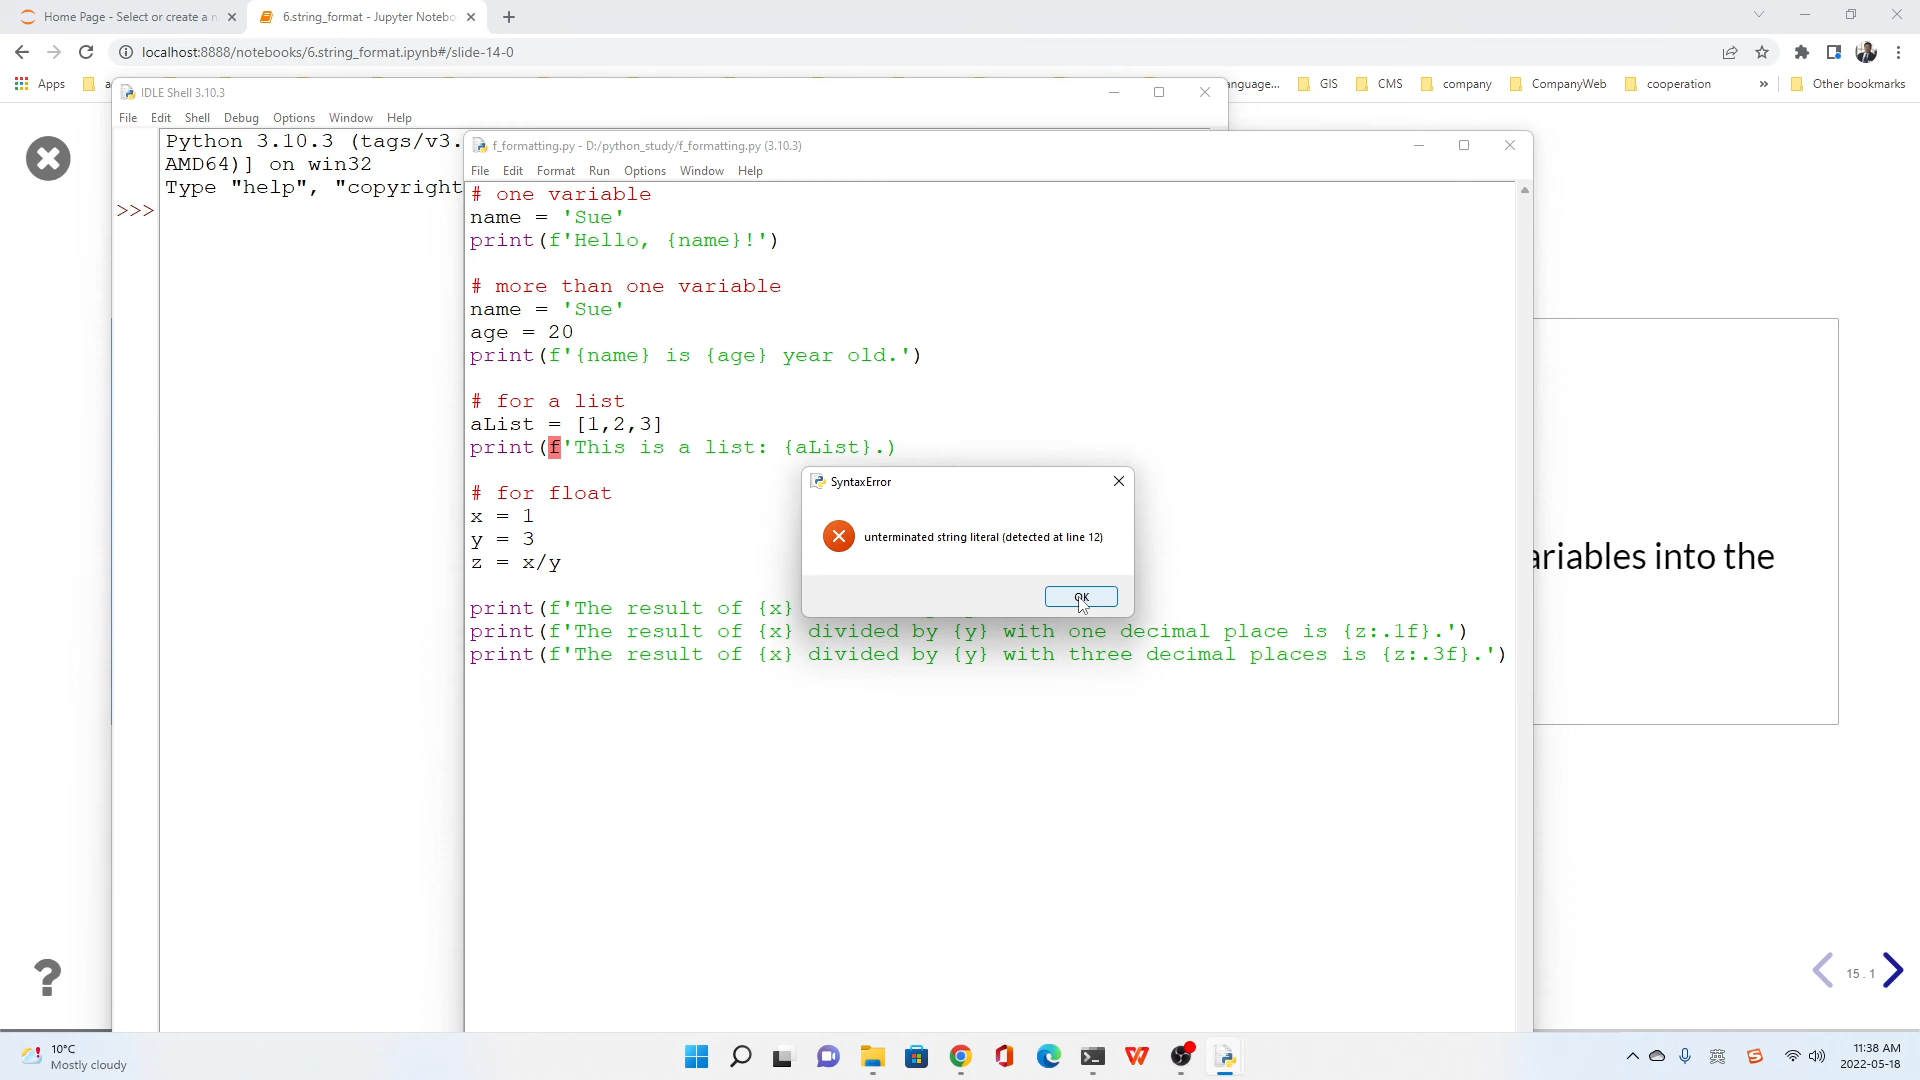 Home Page - Select or create a n
6.string_format - Jupyter Notebo
localhost:8888/notebooks/6.string_format.ipynb#/slide-14-0
Apps
a
anguage...
GIS
CMS
company
CompanyWeb
cooperation
»
Other bookmarks
IDLE Shell 3.10.3
File Edit Shell Debug Options Window Help
Python 3.10.3 (tags/v3.
AMD64)] on win32
Type "help", "copyright
>>>
f_formatting.py - D:/python_study/f_formatting.py (3.10.3)
File Edit Format Run Options Window Help
# one variable
name = 'Sue'
print(f'Hello, {name}!')
# more than one variable
name = 'Sue'
age = 20
print(f'{name} is {age} year old.')
# for a list
aList = [1,2,3]
print(f'This is a list: {aList}.)
# for float
x = 1
y = 3
z = x/y
print(f'The result of {x}
print(f'The result of {x} divided by {y} with one decimal place is {z:.1f}.')
print(f'The result of {x} divided by {y} with three decimal places is {z:.3f}.')
SyntaxError
unterminated string literal (detected at line 12)
OK
ariables into the
?
15 . 1
10°C
Mostly cloudy
英
11:38 AM
2022-05-18